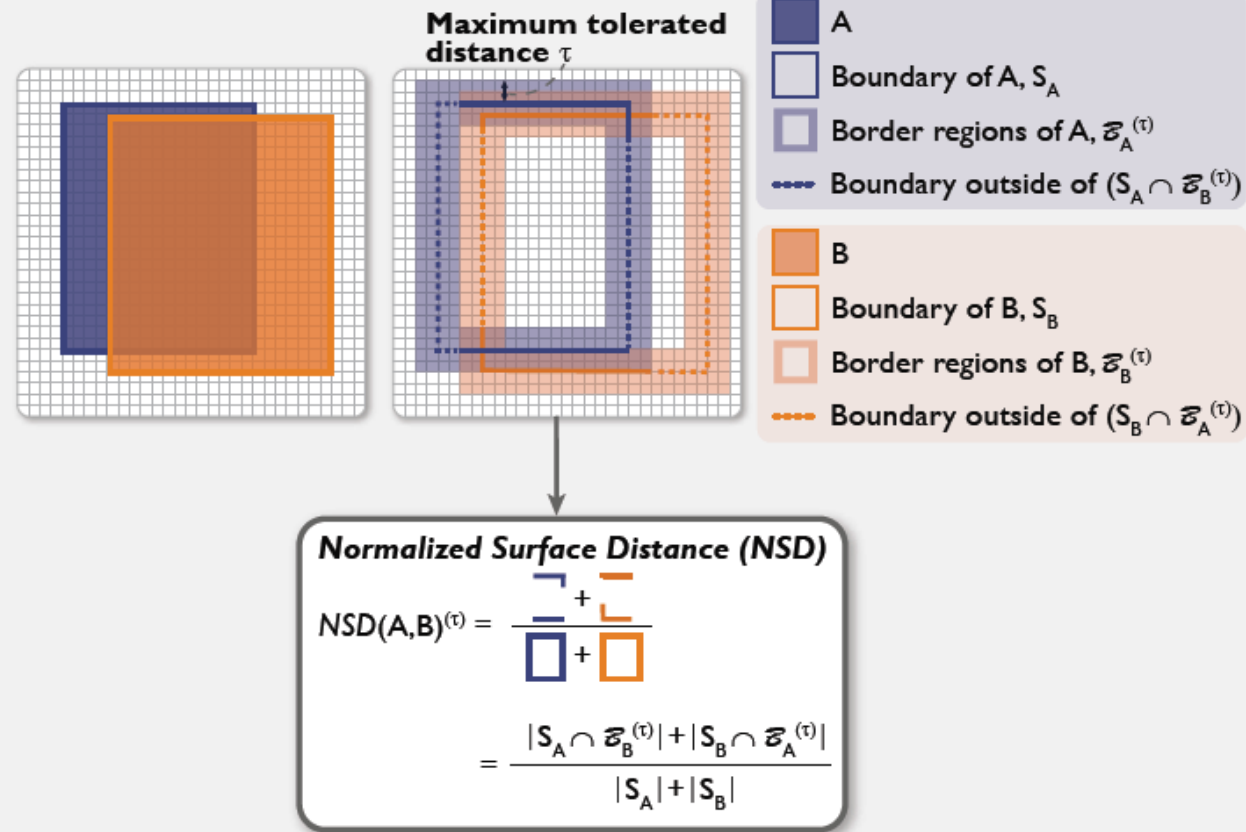 Maximum tolerated
distance τ
A
Boundary of A, S_A
Border regions of A, ℬ_A^(τ)
Boundary outside of (S_A ∩ ℬ_B^(τ))
B
Boundary of B, S_B
Border regions of B, ℬ_B^(τ)
Boundary outside of (S_B ∩ ℬ_A^(τ))
Normalized Surface Distance (NSD)
NSD(A,B)^(τ) =
+
+
= |S_A ∩ ℬ_B^(τ)| + |S_B ∩ ℬ_A^(τ)|
|S_A| + |S_B|